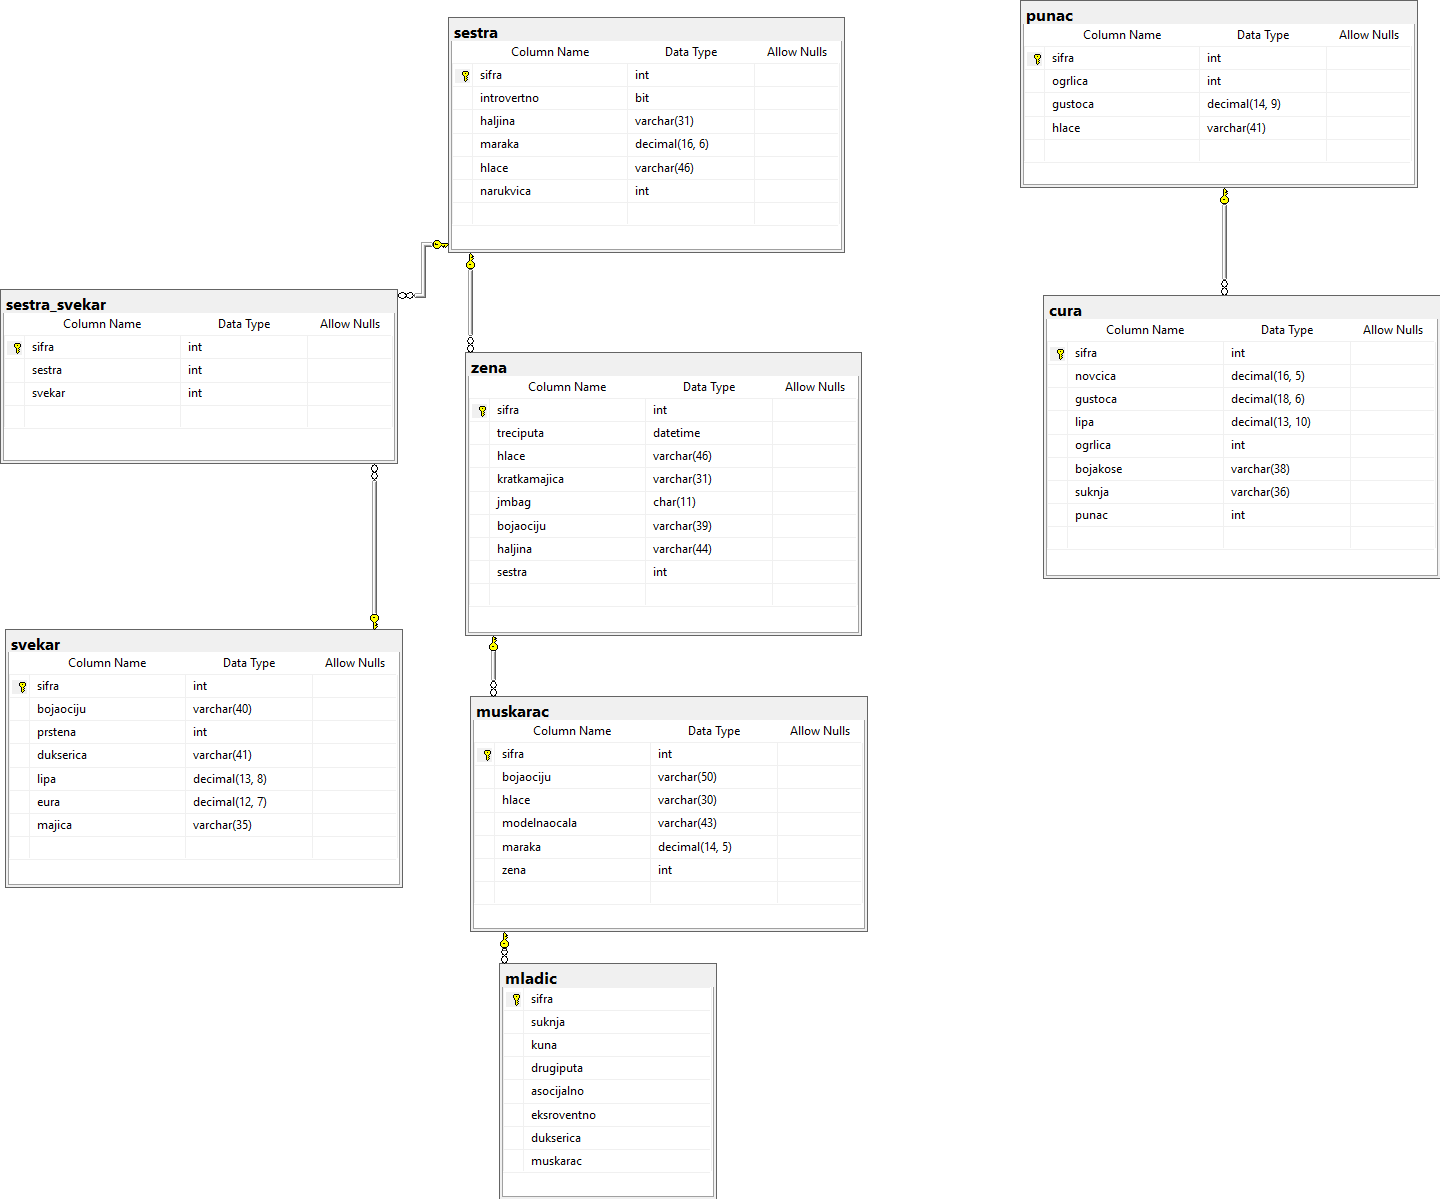 sestra
Column Name Data Type Allow Nulls
sifra int
introvertno bit
haljina varchar(31)
maraka decimal(16, 6)
hlace varchar(46)
narukvica int
punac
Column Name Data Type Allow Nulls
sifra int
ogrlica int
gustoca decimal(14, 9)
hlace varchar(41)
sestra_svekar
Column Name Data Type Allow Nulls
sifra int
sestra int
svekar int
zena
Column Name Data Type Allow Nulls
sifra int
treciputa datetime
hlace varchar(46)
kratkamajica varchar(31)
jmbag char(11)
bojaociju varchar(39)
haljina varchar(44)
sestra int
cura
Column Name Data Type Allow Nulls
sifra int
novcica decimal(16, 5)
gustoca decimal(18, 6)
lipa decimal(13, 10)
ogrlica int
bojakose varchar(38)
suknja varchar(36)
punac int
svekar
Column Name Data Type Allow Nulls
sifra int
bojaociju varchar(40)
prstena int
dukserica varchar(41)
lipa decimal(13, 8)
eura decimal(12, 7)
majica varchar(35)
muskarac
Column Name Data Type Allow Nulls
sifra int
bojaociju varchar(50)
hlace varchar(30)
modelnaocala varchar(43)
maraka decimal(14, 5)
zena int
mladic
sifra
suknja
kuna
drugiputa
asocijalno
eksroventno
dukserica
muskarac